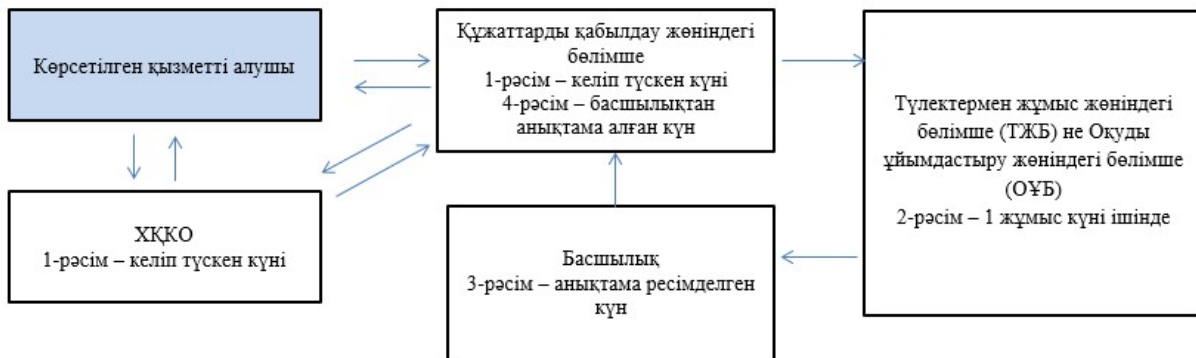 Көрсетілген қызметті алушы
Құжаттарды қабылдау жөніндегі
бөлімше
1-рәсім – келіп түскен күні
4-рәсім – басшылықтан
анықтама алған күн
Түлектермен жұмыс жөніндегі
бөлімше (ТЖБ) не Оқуды
ұйымдастыру жөніндегі бөлімше
(ОҰБ)
2-рәсім – 1 жұмыс күні ішінде
ХҚКО
1-рәсім – келіп түскен күні
Басшылық
3-рәсім – анықтама ресімделген
күн